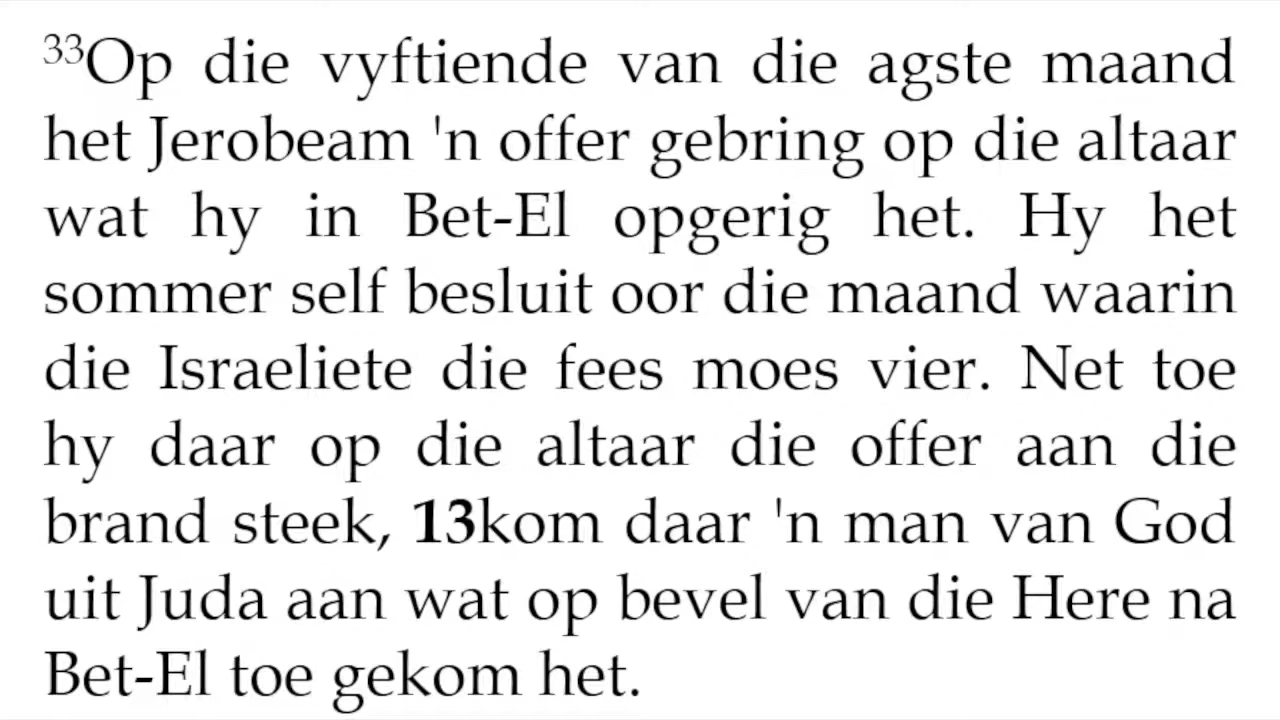 33Op die vyftiende van die agste maand
het Jerobeam 'n offer gebring op die altaar
wat hy in Bet-El opgerig het. Hy het
sommer self besluit oor die maand waarin
die Israeliete die fees moes vier. Net toe
hy daar op die altaar die offer aan die
brand steek, 13kom daar 'n man van God
uit Juda aan wat op bevel van die Here na
Bet-El toe gekom het.